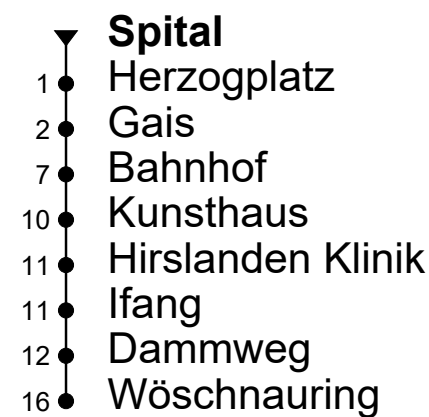 Spital
1 Herzogplatz
2 Gais
7 Bahnhof
10 Kunsthaus
11 Hirslanden Klinik
11 Ifang
12 Dammweg
16 Wöschnauring